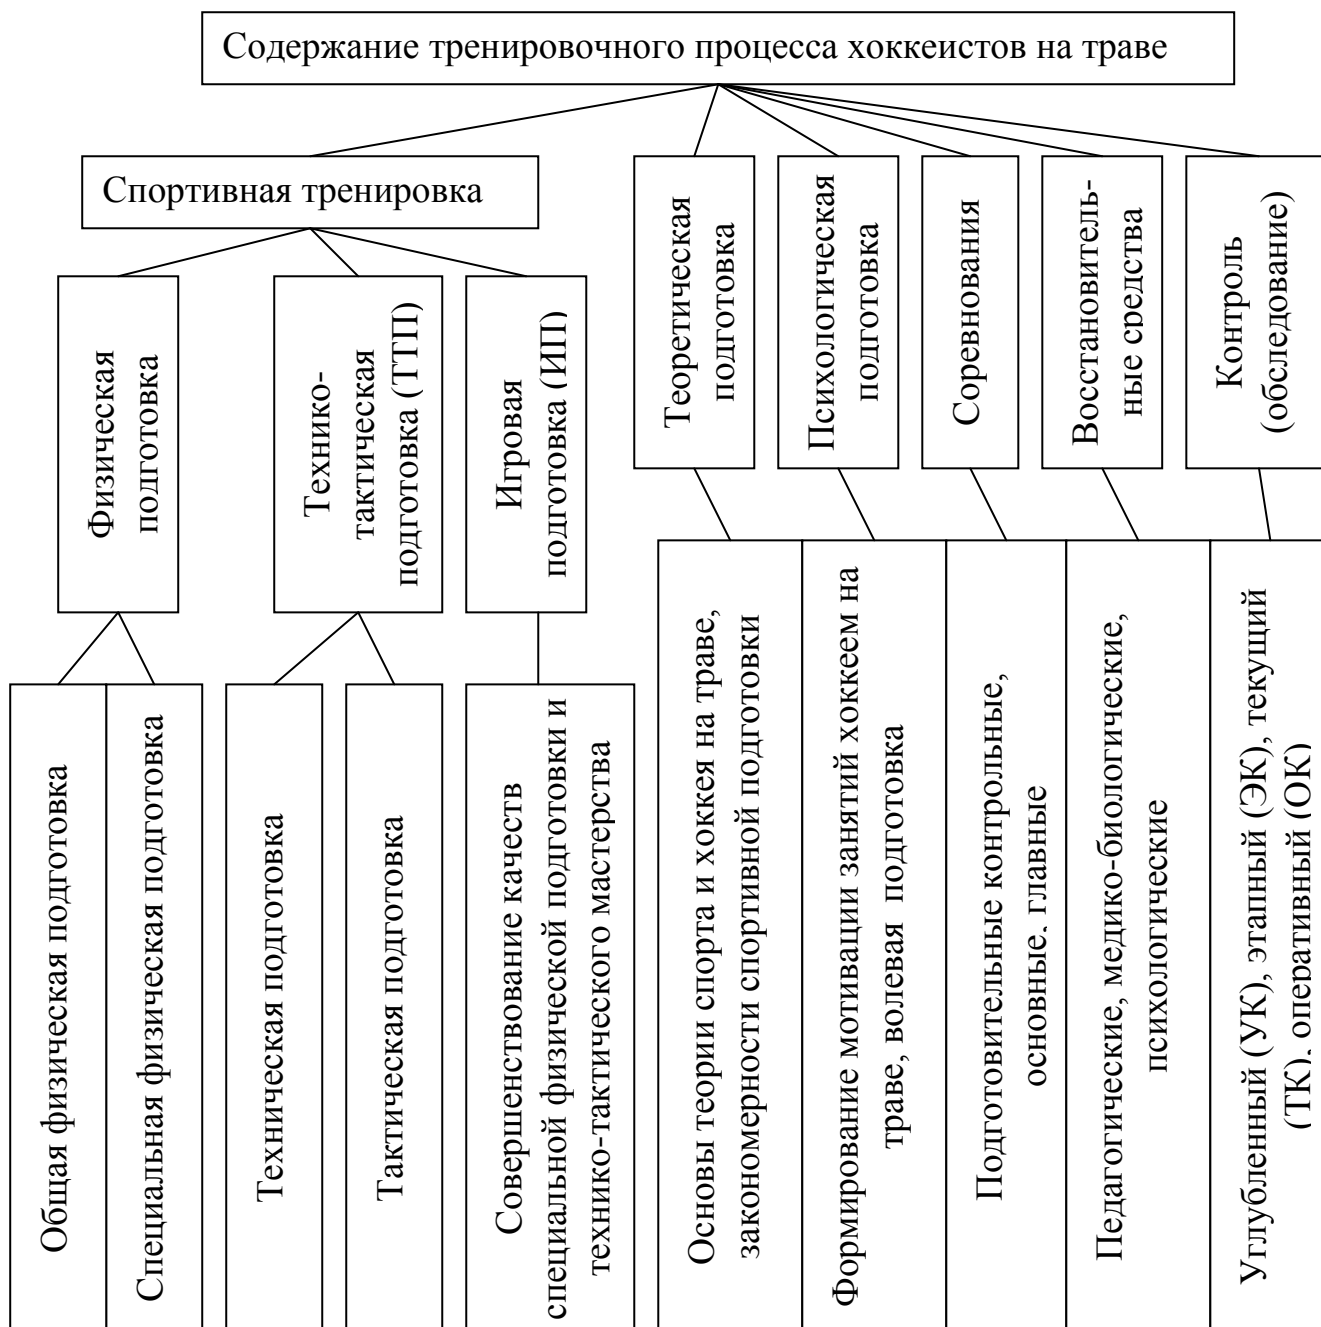 Содержание тренировочного процесса хоккеистов на траве
Спортивная тренировка
Теоретическая
подготовка
Психологическая
подготовка
Соревнования
Восстановитель-
ные средства
Контроль
(обследование)
Физическая
подготовка
Технико-
тактическая
подготовка (ТТП)
Игровая
подготовка (ИП)
Общая физическая подготовка
Специальная физическая подготовка
Техническая подготовка
Тактическая подготовка
Совершенствование качеств
специальной физической подготовки и
технико-тактического мастерства
Основы теории спорта и хоккея на траве,
закономерности спортивной подготовки
Формирование мотивации занятий хоккеем на
траве, волевая подготовка
Подготовительные контрольные,
основные, главные
Педагогические, медико-биологические,
психологические
Углубленный (УК), этапный (ЭК), текущий
(ТК), оперативный (ОК)